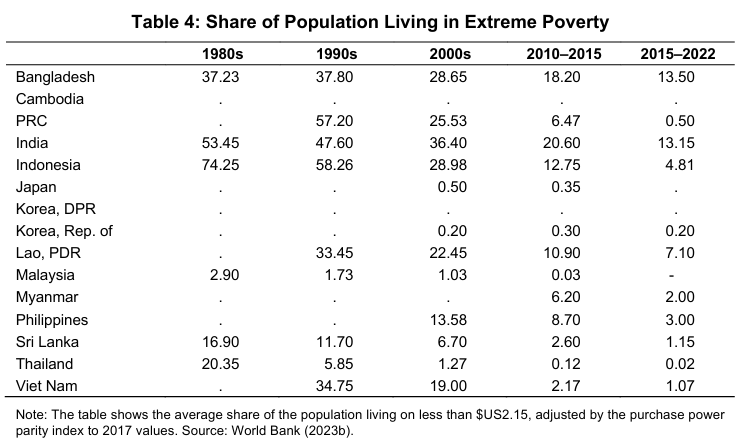 Table 4: Share of Population Living in Extreme Poverty
1980s 1990s 2000s 2010–2015 2015–2022
Bangladesh 37.23 37.80 28.65 18.20 13.50
Cambodia . . . . .
PRC . 57.20 25.53 6.47 0.50
India 53.45 47.60 36.40 20.60 13.15
Indonesia 74.25 58.26 28.98 12.75 4.81
Japan . . 0.50 0.35 .
Korea, DPR . . . . .
Korea, Rep. of . . 0.20 0.30 0.20
Lao, PDR . 33.45 22.45 10.90 7.10
Malaysia 2.90 1.73 1.03 0.03 -
Myanmar . . . 6.20 2.00
Philippines . . 13.58 8.70 3.00
Sri Lanka 16.90 11.70 6.70 2.60 1.15
Thailand 20.35 5.85 1.27 0.12 0.02
Viet Nam . 34.75 19.00 2.17 1.07
Note: The table shows the average share of the population living on less than $US2.15, adjusted by the purchase power
parity index to 2017 values. Source: World Bank (2023b).